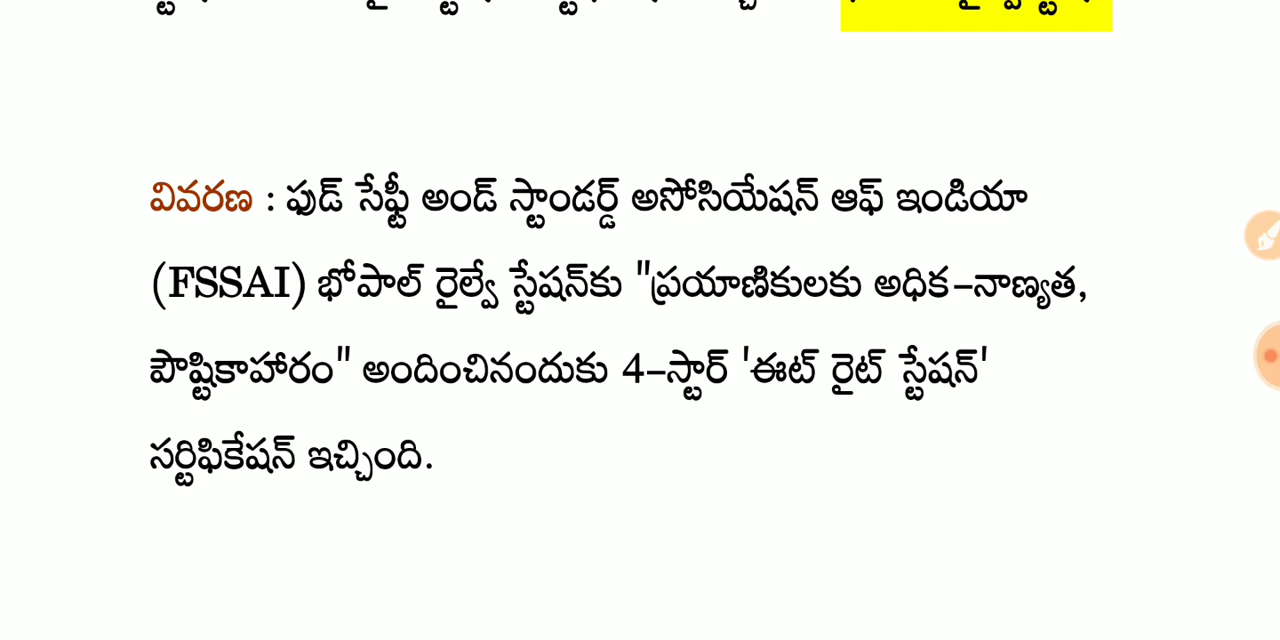 వివరణ : ఫుడ్ సేఫ్టీ అండ్ స్టాండర్డ్ అసోసియేషన్ ఆఫ్ ఇండియా
(FSSAI) భోపాల్ రైల్వే స్టేషన్‌కు "ప్రయాణికులకు అధిక-నాణ్యత,
పౌష్టికాహారం" అందించినందుకు 4-స్టార్ 'ఈట్ రైట్ స్టేషన్'
సర్టిఫికేషన్ ఇచ్చింది.